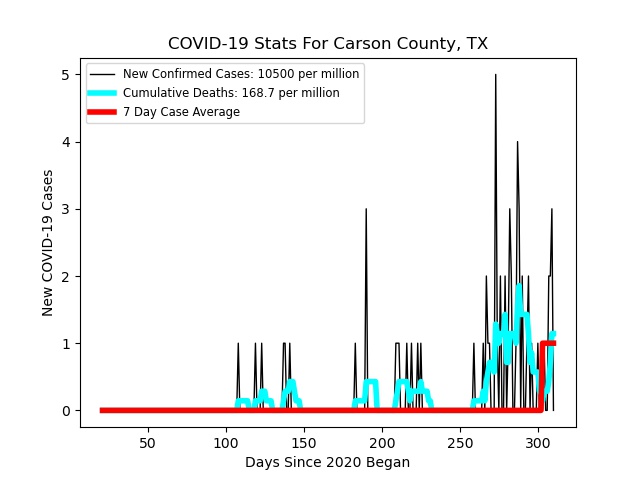 COVID-19 Stats For Carson County, TX
New Confirmed Cases: 10500 per million
Cumulative Deaths: 168.7 per million
7 Day Case Average
New COVID-19 Cases
5
4
3
2
1
0
50 100 150 200 250 300
Days Since 2020 Began